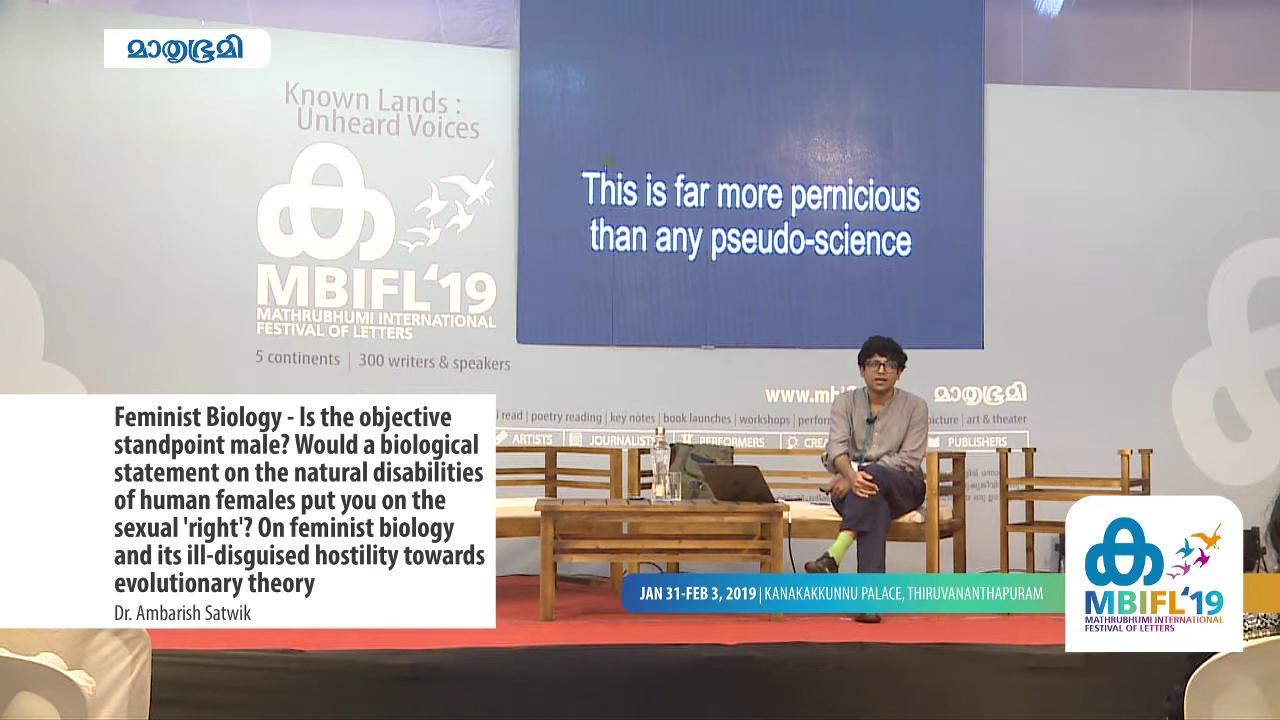 മാതൃഭൂമി
Known Lands :
Unheard Voices
ക
MBIFL'19
MATHRUBHUMI INTERNATIONAL
FESTIVAL OF LETTERS
5 continents | 300 writers & speakers
This is far more pernicious
than any pseudo-science
മാതൃഭൂമി
read | poetry reading | key notes | book launches | workshops |
picture | art & theater
ARTISTS
JOURNALISTS
PERFORMERS
PUBLISHERS
Feminist Biology - Is the objective
standpoint male? Would a biological
statement on the natural disabilities
of human females put you on the
sexual 'right'? On feminist biology
and its ill-disguised hostility towards
evolutionary theory
Dr. Ambarish Satwik
JAN 31-FEB 3, 2019 | KANAKAKKUNNU PALACE, THIRUVANANTHAPURAM
ക
MBIFL'19
MATHRUBHUMI INTERNATIONAL
FESTIVAL OF LETTERS